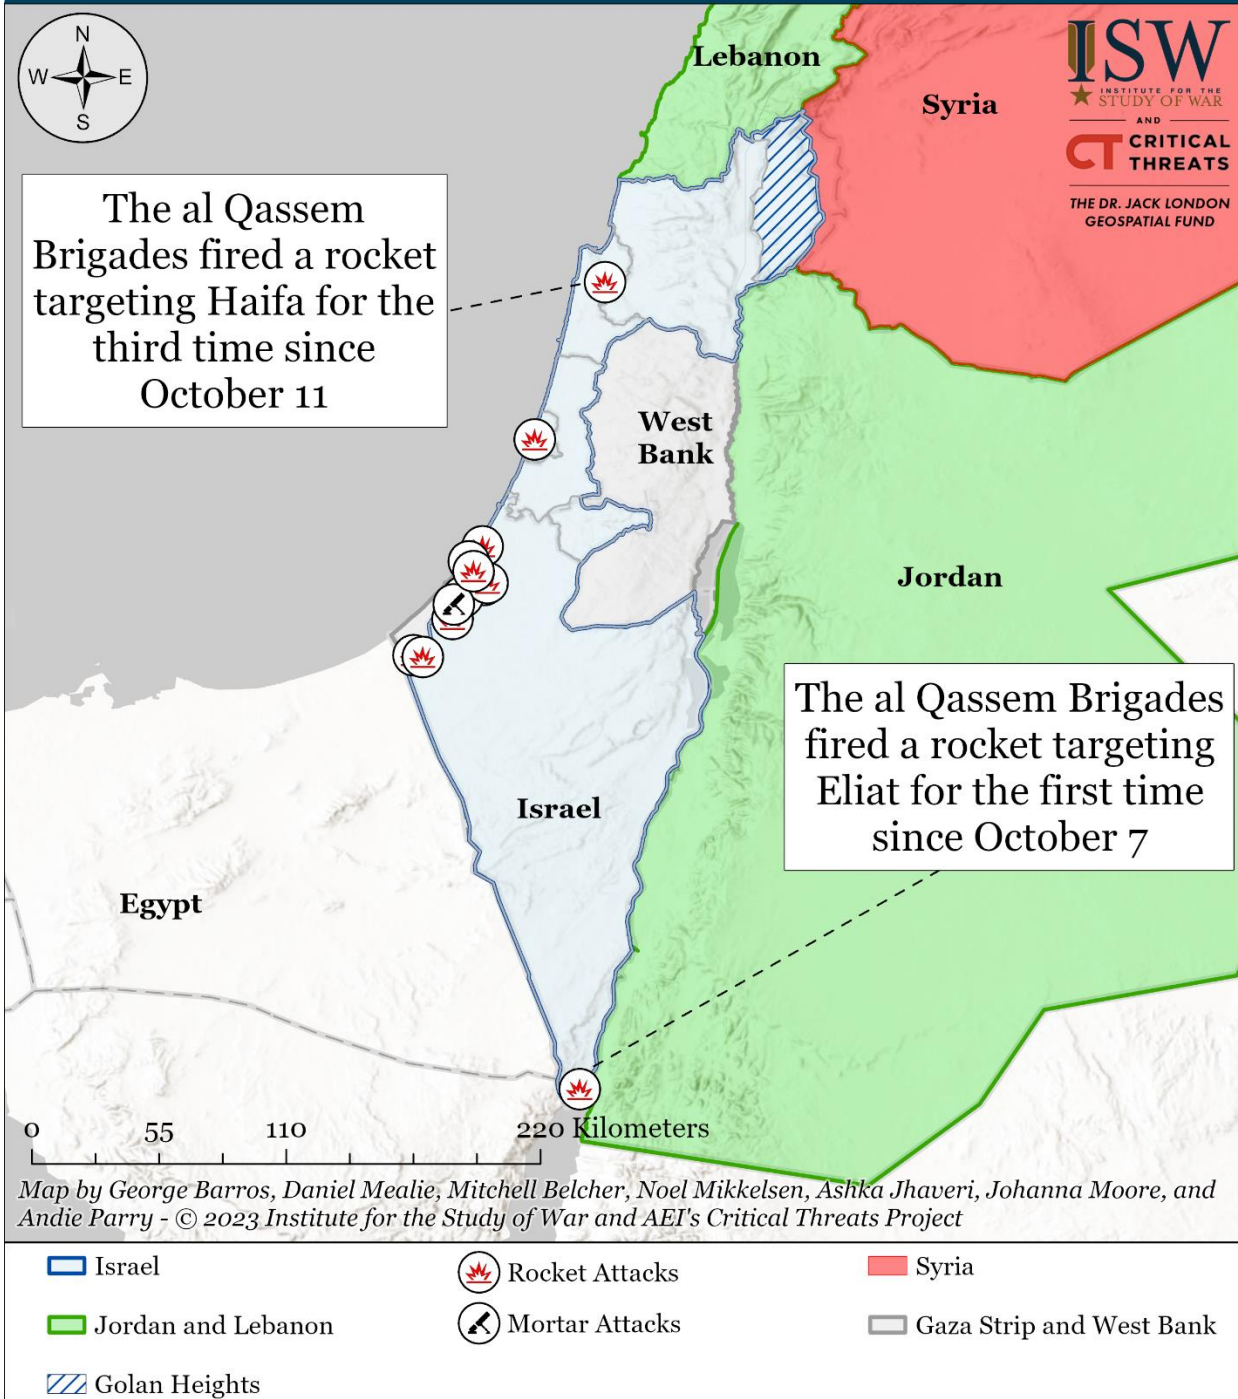 N
W
E
S
Lebanon
Syria
ISW
INSTITUTE FOR THE
STUDY OF WAR
AND
CT CRITICAL
THREATS
THE DR. JACK LONDON
GEOSPATIAL FUND
The al Qassem
Brigades fired a rocket
targeting Haifa for the
third time since
October 11
West
Bank
Jordan
The al Qassem Brigades
fired a rocket targeting
Eliat for the first time
since October 7
Israel
Egypt
0 55 110 220 Kilometers
Map by George Barros, Daniel Mealie, Mitchell Belcher, Noel Mikkelsen, Ashka Jhaveri, Johanna Moore, and
Andie Parry - © 2023 Institute for the Study of War and AEI's Critical Threats Project
Israel
Rocket Attacks
Syria
Jordan and Lebanon
Mortar Attacks
Gaza Strip and West Bank
Golan Heights